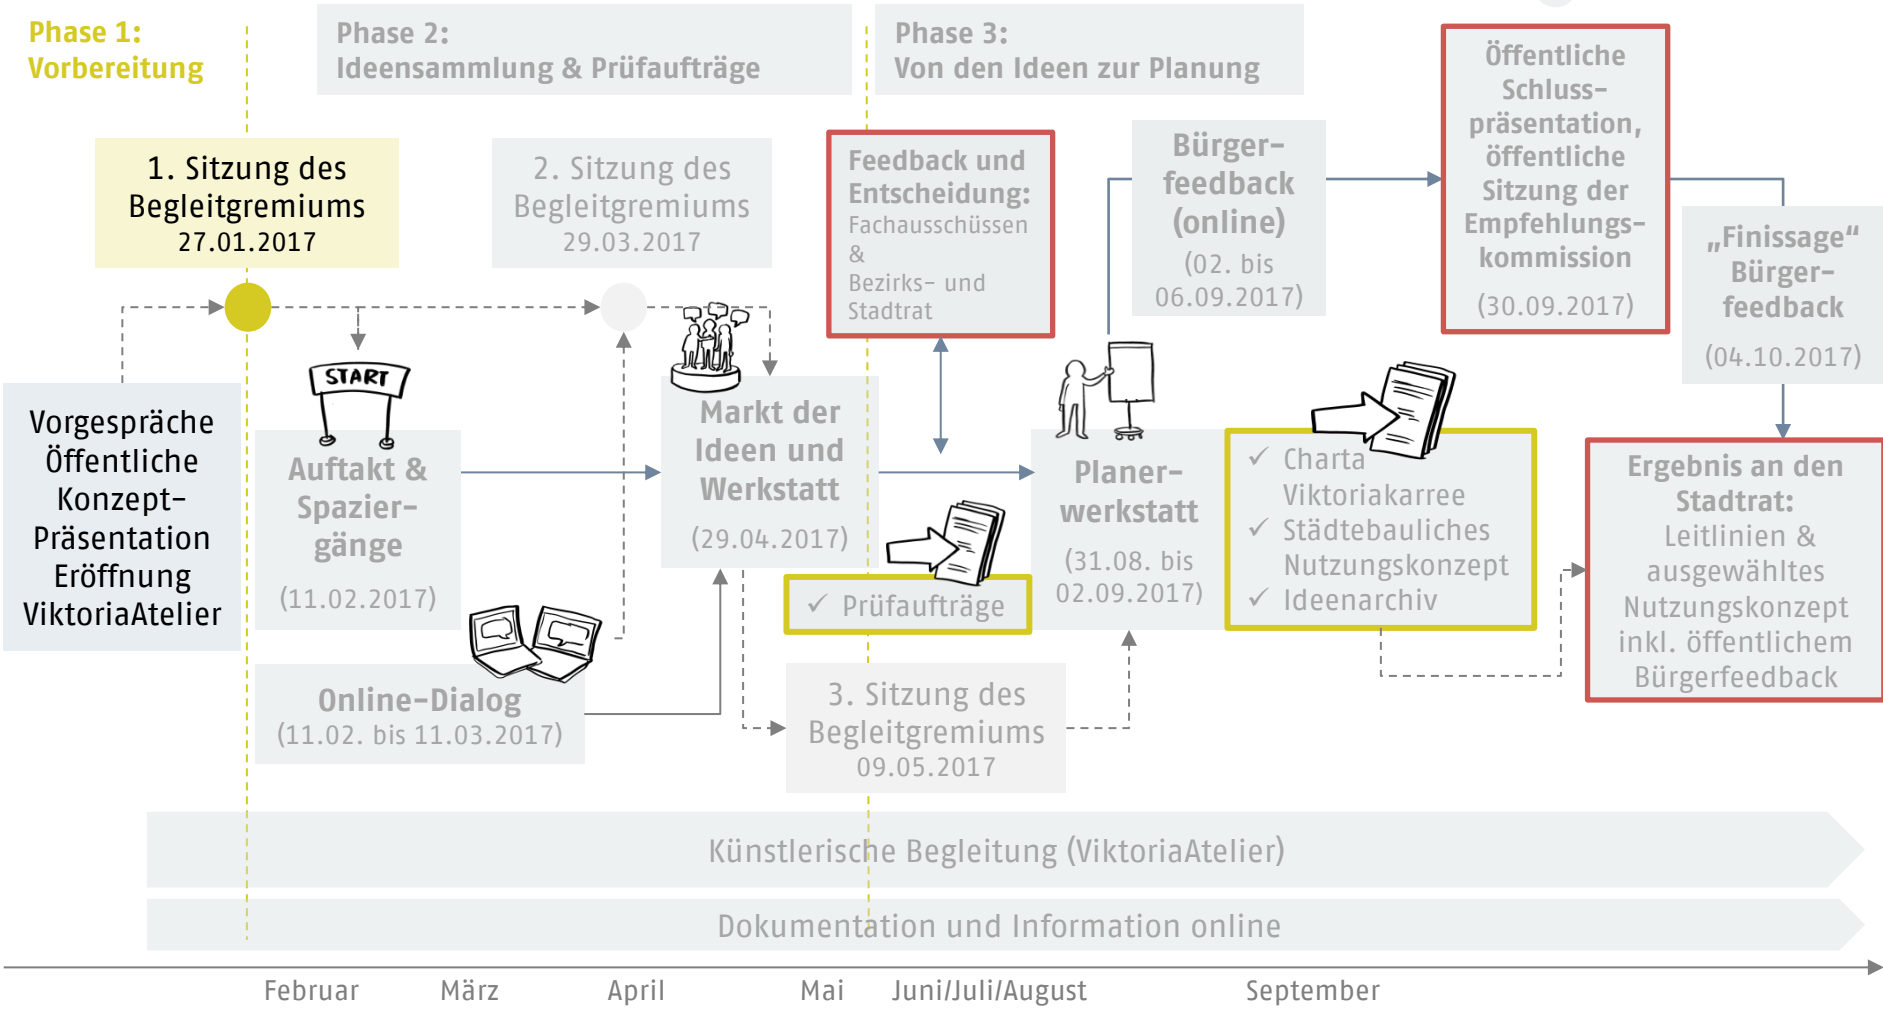 Phase 1:
Vorbereitung
Phase 2:
Ideensammlung & Prüfaufträge
Phase 3:
Von den Ideen zur Planung
1. Sitzung des
Begleitgremiums
27.01.2017
2. Sitzung des
Begleitgremiums
29.03.2017
Feedback und
Entscheidung:
Fachausschüssen
&
Bezirks- und
Stadtrat
Bürger-
feedback
(online)
(02. bis
06.09.2017)
Öffentliche
Schluss-
präsentation,
öffentliche
Sitzung der
Empfehlungs-
kommission
(30.09.2017)
„Finissage“
Bürger-
feedback
(04.10.2017)
Vorgespräche
Öffentliche
Konzept-
Präsentation
Eröffnung
ViktoriaAtelier
START
Auftakt &
Spazier-
gänge
(11.02.2017)
Markt der
Ideen und
Werkstatt
(29.04.2017)
✓ Prüfaufträge
Planer-
werkstatt
(31.08. bis
02.09.2017)
✓ Charta
Viktoriakarree
✓ Städtebauliches
Nutzungskonzept
✓ Ideenarchiv
Ergebnis an den
Stadtrat:
Leitlinien &
ausgewähltes
Nutzungskonzept
inkl. öffentlichem
Bürgerfeedback
Online-Dialog
(11.02. bis 11.03.2017)
3. Sitzung des
Begleitgremiums
09.05.2017
Künstlerische Begleitung (ViktoriaAtelier)
Dokumentation und Information online
Februar März April Mai Juni/Juli/August September